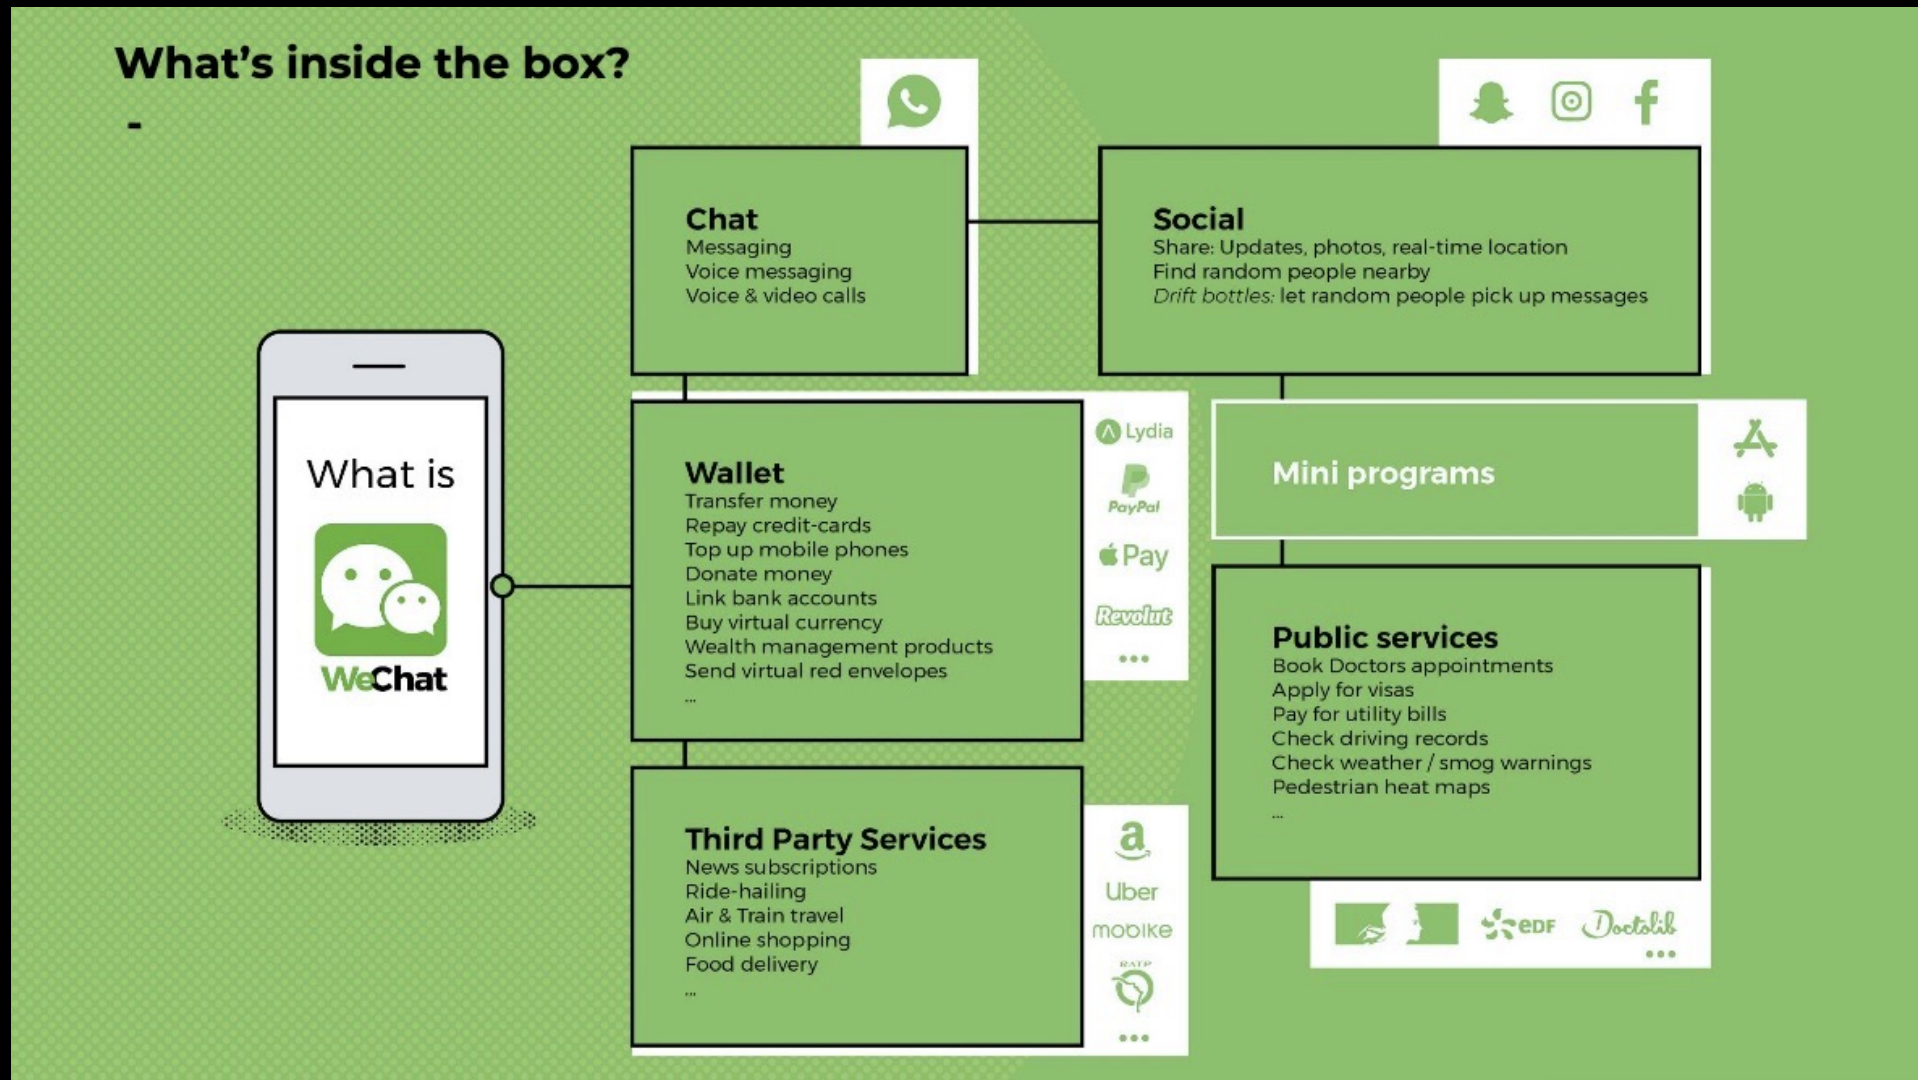 What's inside the box?
-
What is
WeChat
Chat
Messaging
Voice messaging
Voice & video calls
Social
Share: Updates, photos, real-time location
Find random people nearby
Drift bottles: let random people pick up messages
Wallet
Transfer money
Repay credit-cards
Top up mobile phones
Donate money
Link bank accounts
Buy virtual currency
Wealth management products
Send virtual red envelopes
...
Lydia
PayPal
Pay
Revolut
...
Mini programs
Third Party Services
News subscriptions
Ride-hailing
Air & Train travel
Online shopping
Food delivery
...
a
Uber
mobike
RATP
...
Public services
Book Doctors appointments
Apply for visas
Pay for utility bills
Check driving records
Check weather / smog warnings
Pedestrian heat maps
...
eDF
Doctolib
...